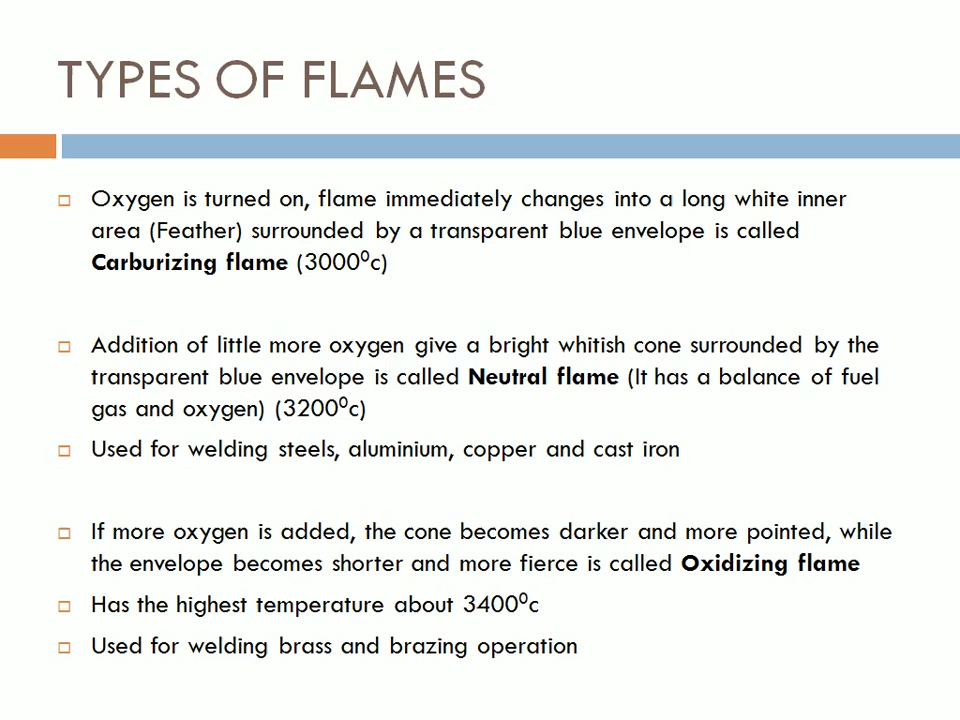 TYPES OF FLAMES
Oxygen is turned on, flame immediately changes into a long white inner
area (Feather) surrounded by a transparent blue envelope is called
Carburizing flame (3000⁰c)
Addition of little more oxygen give a bright whitish cone surrounded by the
transparent blue envelope is called Neutral flame (It has a balance of fuel
gas and oxygen) (3200⁰c)
Used for welding steels, aluminium, copper and cast iron
If more oxygen is added, the cone becomes darker and more pointed, while
the envelope becomes shorter and more fierce is called Oxidizing flame
Has the highest temperature about 3400⁰c
Used for welding brass and brazing operation